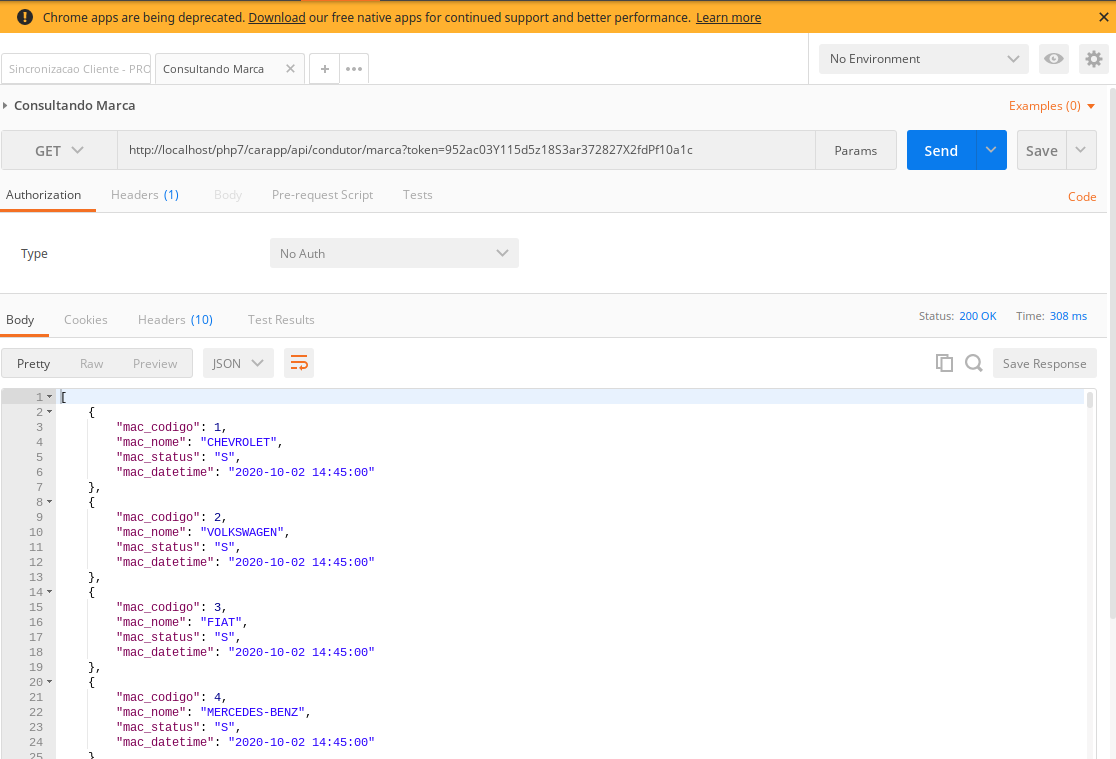 Chrome apps are being deprecated. Download our free native apps for continued support and better performance. Learn more
Sincronizacao Cliente - PRO
Consultando Marca
No Environment
Consultando Marca
Examples (0)
GET
http://localhost/php7/carapp/api/condutor/marca?token=952ac03Y115d5z18S3ar372827X2fdPf10a1c
Params
Send
Save
Authorization
Headers (1)
Body
Pre-request Script
Tests
Code
Type
No Auth
Body
Cookies
Headers (10)
Test Results
Status: 200 OK
Time: 308 ms
Pretty
Raw
Preview
JSON
Save Response
1 [
2 {
3 "mac_codigo": 1,
4 "mac_nome": "CHEVROLET",
5 "mac_status": "S",
6 "mac_datetime": "2020-10-02 14:45:00"
7 },
8 {
9 "mac_codigo": 2,
10 "mac_nome": "VOLKSWAGEN",
11 "mac_status": "S",
12 "mac_datetime": "2020-10-02 14:45:00"
13 },
14 {
15 "mac_codigo": 3,
16 "mac_nome": "FIAT",
17 "mac_status": "S",
18 "mac_datetime": "2020-10-02 14:45:00"
19 },
20 {
21 "mac_codigo": 4,
22 "mac_nome": "MERCEDES-BENZ",
23 "mac_status": "S",
24 "mac_datetime": "2020-10-02 14:45:00"
25 }